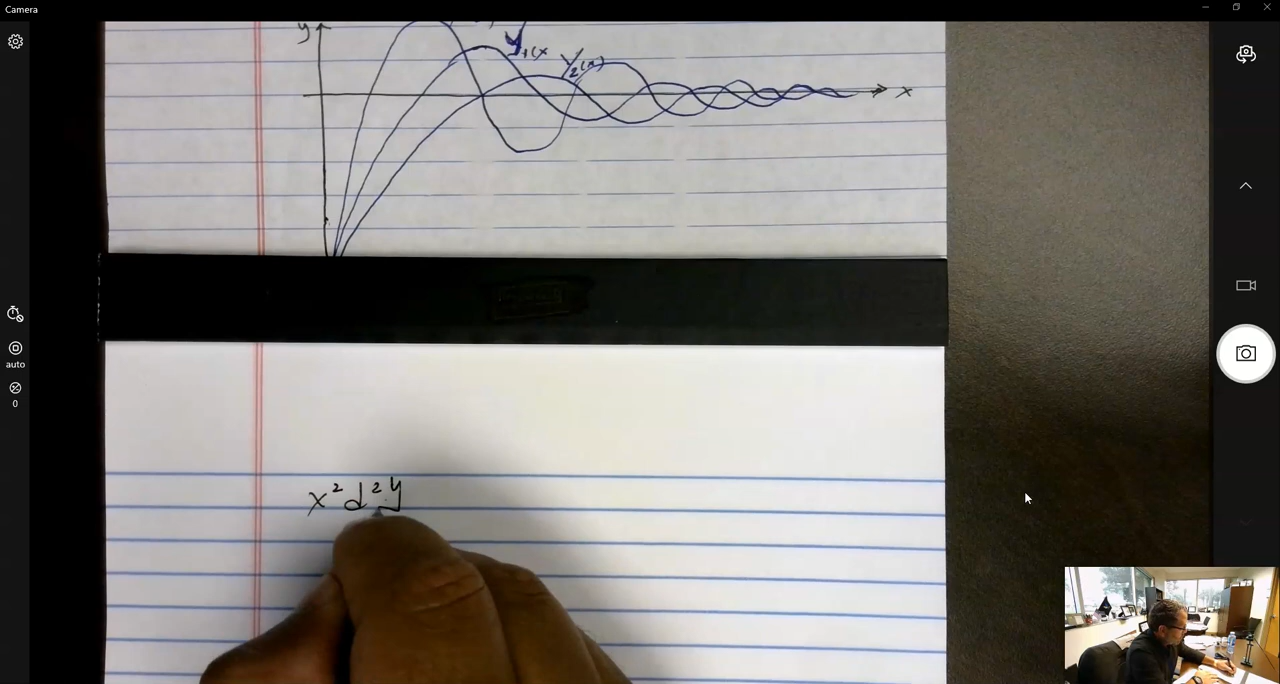 Camera
y
Y₁(x
Y₂(x)
x
auto
0
x²d²y